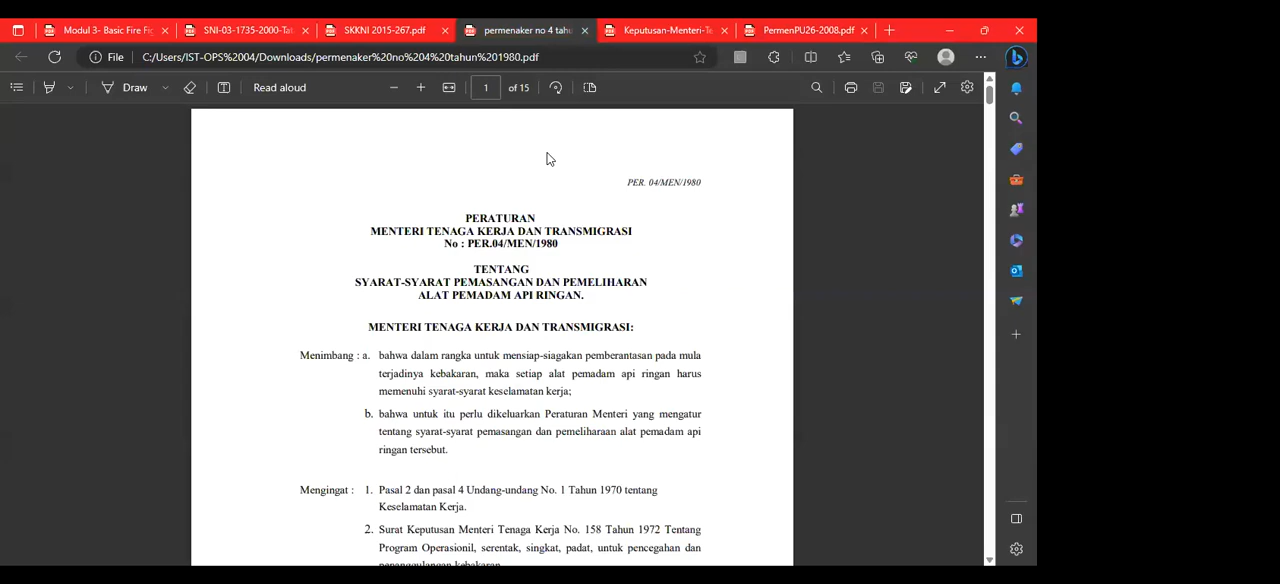 Modul 3- Basic Fire Fi
SNI-03-1735-2000-Tat
SKKNI 2015-267.pdf
permenaker no 4 tahu
Keputusan-Menteri-Te
PermenPU26-2008.pdf
File
C:/Users/IST-OPS%2004/Downloads/permenaker%20no%204%20tahun%201980.pdf
Draw
Read aloud
1
of 15
PER. 04/MEN/1980
PERATURAN
MENTERI TENAGA KERJA DAN TRANSMIGRASI
No : PER.04/MEN/1980
TENTANG
SYARAT-SYARAT PEMASANGAN DAN PEMELIHARAN
ALAT PEMADAM API RINGAN.
MENTERI TENAGA KERJA DAN TRANSMIGRASI:
Menimbang : a. bahwa dalam rangka untuk mensiap-siagakan pemberantasan pada mula
terjadinya kebakaran, maka setiap alat pemadam api ringan harus
memenuhi syarat-syarat keselamatan kerja;
b. bahwa untuk itu perlu dikeluarkan Peraturan Menteri yang mengatur
tentang syarat-syarat pemasangan dan pemeliharaan alat pemadam api
ringan tersebut.
Mengingat : 1. Pasal 2 dan pasal 4 Undang-undang No. 1 Tahun 1970 tentang
Keselamatan Kerja.
2. Surat Keputusan Menteri Tenaga Kerja No. 158 Tahun 1972 Tentang
Program Operasionil, serentak, singkat, padat, untuk pencegahan dan
penanggulangan kebakaran.